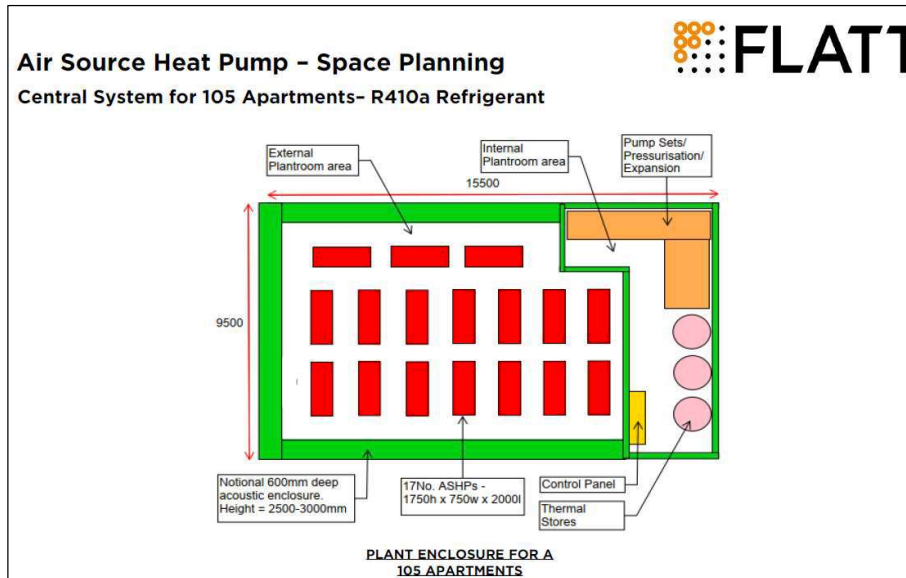 FLATT
Air Source Heat Pump – Space Planning
Central System for 105 Apartments– R410a Refrigerant
External
Plantroom area
Internal
Plantroom area
Pump Sets/
Pressurisation/
Expansion
15500
9500
Notional 600mm deep
acoustic enclosure.
Height = 2500-3000mm
17No. ASHPs -
1750h x 750w x 2000l
Control Panel
Thermal
Stores
PLANT ENCLOSURE FOR A
105 APARTMENTS